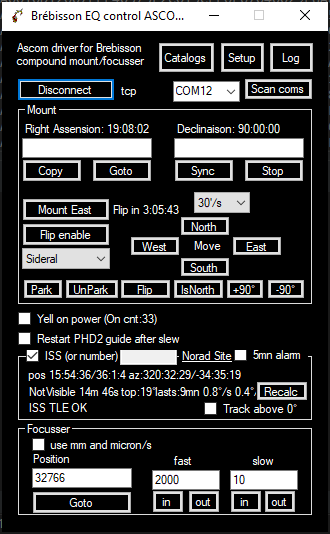 Brébisson EQ control ASCO...
Ascom driver for Brebisson
compound mount/focusser
Catalogs
Setup
Log
Disconnect
tcp
COM12
Scan coms
Mount
Right Assension: 19:08:02
Declinaison: 90:00:00
Copy
Goto
Sync
Stop
Mount East
Flip in 3:05:43
30'/s
Flip enable
North
West
Move
East
Sideral
South
Park
UnPark
Flip
IsNorth
+90°
-90°
Yell on power (On cnt:33)
Restart PHD2 guide after slew
ISS (or number)
Norad Site
5mn alarm
pos 15:54:36/36:1:4 az:320:32:29/-34:35:19
NotVisible 14m 46s top:19°lasts:9mn 0.8°/s 0.4°/
Recalc
ISS TLE OK
Track above 0°
Focusser
use mm and micron/s
Position
fast
slow
32766
2000
10
Goto
in
out
in
out